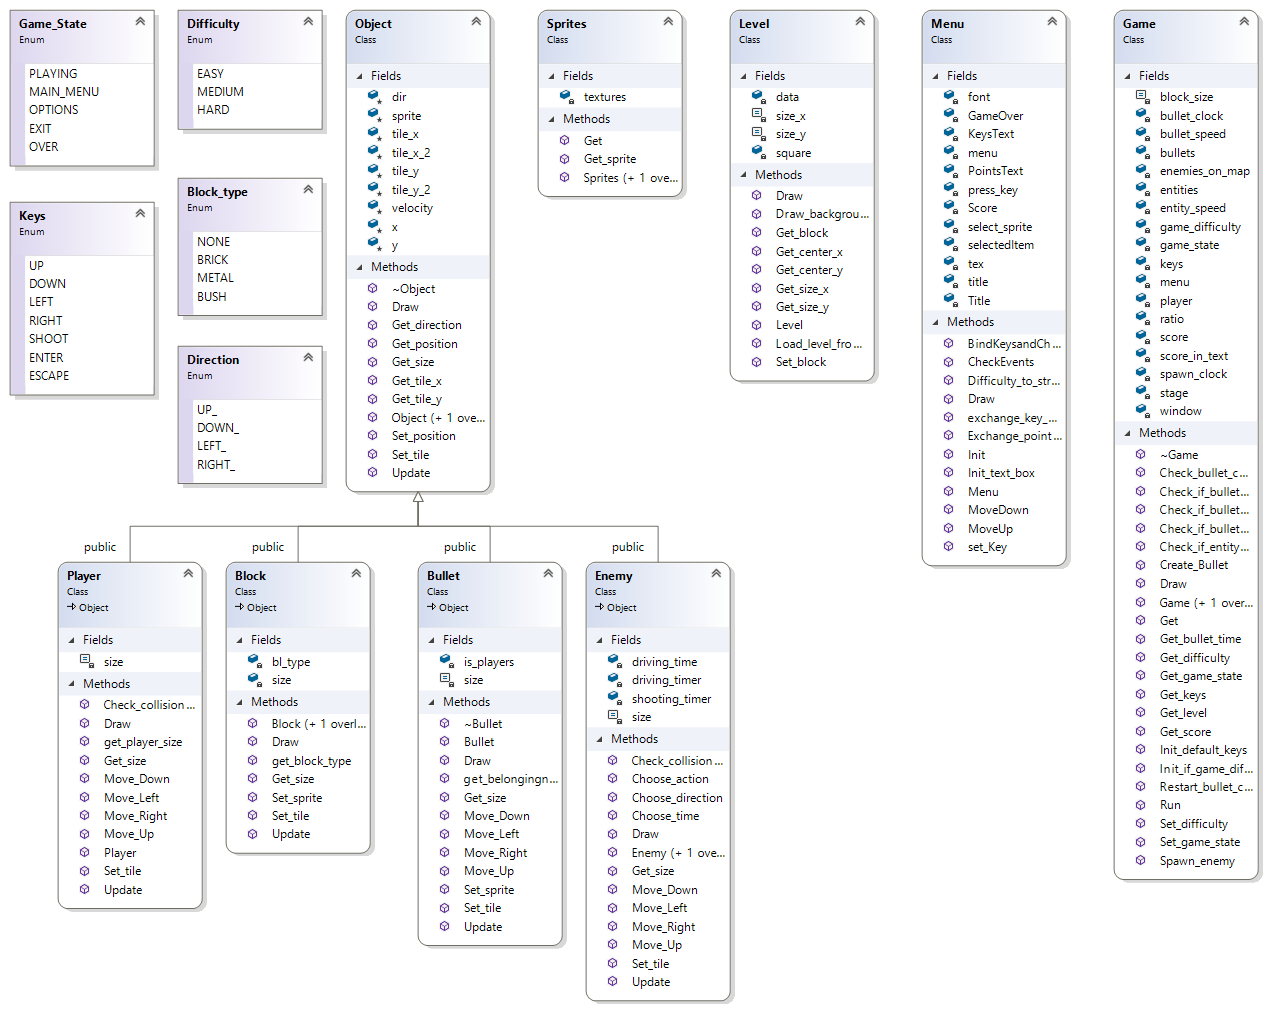 Game_State
Enum
PLAYING
MAIN_MENU
OPTIONS
EXIT
OVER
Keys
Enum
UP
DOWN
LEFT
RIGHT
SHOOT
ENTER
ESCAPE
Difficulty
Enum
EASY
MEDIUM
HARD
Block_type
Enum
NONE
BRICK
METAL
BUSH
Direction
Enum
UP_
DOWN_
LEFT_
RIGHT_
Object
Class
Fields
dir
sprite
tile_x
tile_x_2
tile_y
tile_y_2
velocity
x
y
Methods
~Object
Draw
Get_direction
Get_position
Get_size
Get_tile_x
Get_tile_y
Object (+ 1 ove...
Set_position
Set_tile
Update
Sprites
Class
Fields
textures
Methods
Get
Get_sprite
Sprites (+ 1 ove...
Level
Class
Fields
data
size_x
size_y
square
Methods
Draw
Draw_backgrou...
Get_block
Get_center_x
Get_center_y
Get_size_x
Get_size_y
Level
Load_level_fro...
Set_block
Menu
Class
Fields
font
GameOver
KeysText
menu
PointsText
press_key
Score
select_sprite
selectedItem
tex
title
Title
Methods
BindKeysandCh...
CheckEvents
Difficulty_to_str...
Draw
exchange_key_...
Exchange_point...
Init
Init_text_box
Menu
MoveDown
MoveUp
set_Key
Game
Class
Fields
block_size
bullet_clock
bullet_speed
bullets
enemies_on_map
entities
entity_speed
game_difficulty
game_state
keys
menu
player
ratio
score
score_in_text
spawn_clock
stage
window
Methods
~Game
Check_bullet_c...
Check_if_bullet...
Check_if_bullet...
Check_if_bullet...
Check_if_entity...
Create_Bullet
Draw
Game (+ 1 over...
Get
Get_bullet_time
Get_difficulty
Get_game_state
Get_keys
Get_level
Get_score
Init_default_keys
Init_if_game_dif...
Restart_bullet_c...
Run
Set_difficulty
Set_game_state
Spawn_enemy
public
public
public
public
Player
Class
Object
Fields
size
Methods
Check_collision ...
Draw
get_player_size
Get_size
Move_Down
Move_Left
Move_Right
Move_Up
Player
Set_tile
Update
Block
Class
Object
Fields
bl_type
size
Methods
Block (+ 1 overl...
Draw
get_block_type
Get_size
Set_sprite
Set_tile
Update
Bullet
Class
Object
Fields
is_players
size
Methods
~Bullet
Bullet
Draw
get_belongingn...
Get_size
Move_Down
Move_Left
Move_Right
Move_Up
Set_sprite
Set_tile
Update
Enemy
Class
Object
Fields
driving_time
driving_timer
shooting_timer
size
Methods
Check_collision ...
Choose_action
Choose_direction
Choose_time
Draw
Enemy (+ 1 ove...
Get_size
Move_Down
Move_Left
Move_Right
Move_Up
Set_tile
Update